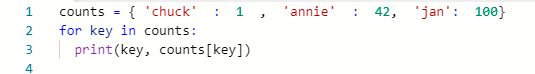 1 counts = { 'chuck' : 1 , 'annie' : 42, 'jan': 100}
2 for key in counts:
3 print(key, counts[key])
4